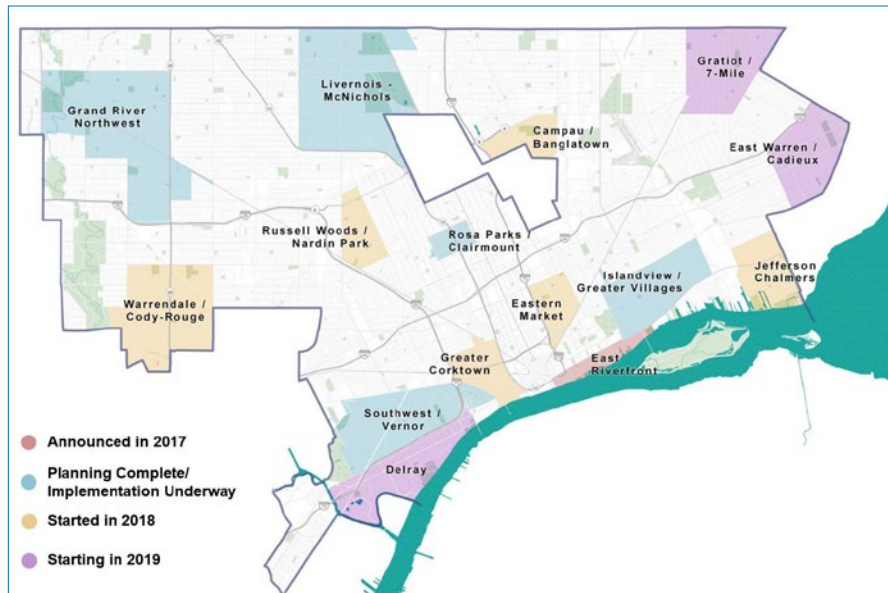 Gratiot /
7-Mile
Livernois -
McNichols
Grand River
Northwest
Campau /
Banglatown
East Warren /
Cadieux
Russell Woods /
Nardin Park
Rosa Parks /
Clairmount
Islandview /
Greater Villages
Jefferson
Chalmers
Warrendale /
Cody-Rouge
Eastern
Market
Greater
Corktown
East
Riverfront
Southwest /
Vernor
Delray
Announced in 2017
Planning Complete/
Implementation Underway
Started in 2018
Starting in 2019